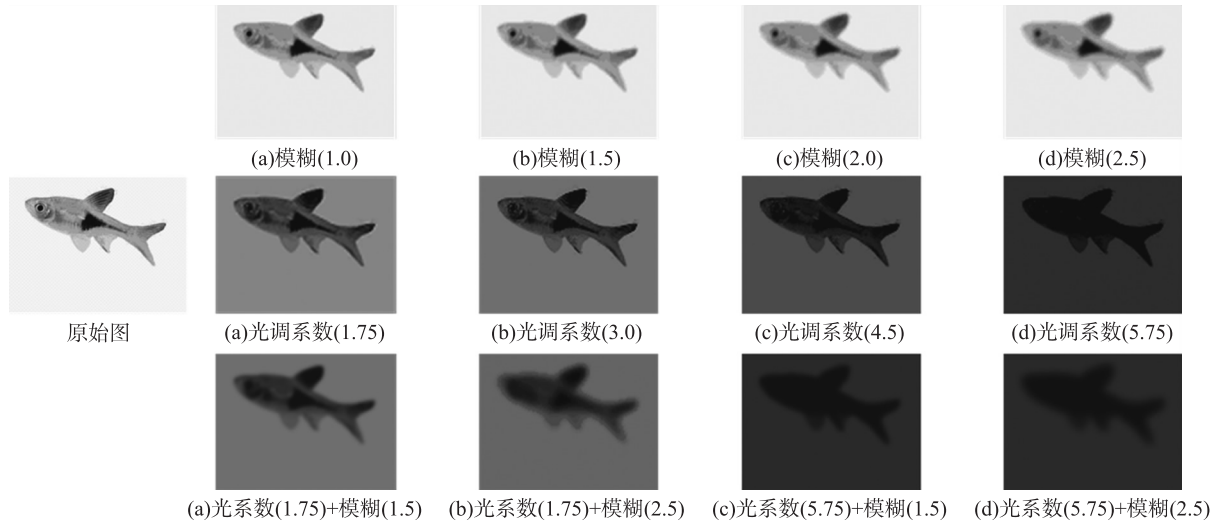 (a)模糊(1.0)
(b)模糊(1.5)
(c)模糊(2.0)
(d)模糊(2.5)
原始图
(a)光调系数(1.75)
(b)光调系数(3.0)
(c)光调系数(4.5)
(d)光调系数(5.75)
(a)光系数(1.75)+模糊(1.5)
(b)光系数(1.75)+模糊(2.5)
(c)光系数(5.75)+模糊(1.5)
(d)光系数(5.75)+模糊(2.5)